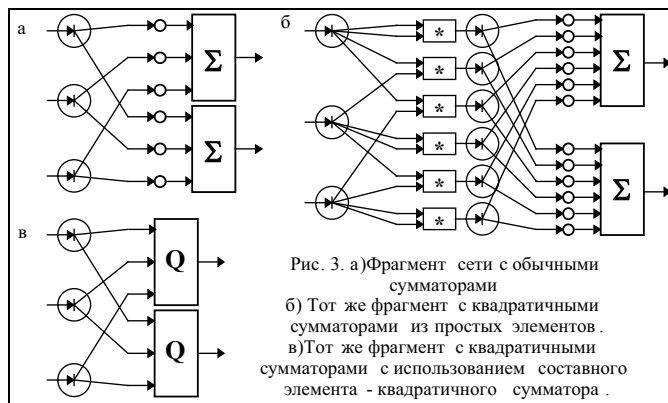 а
Σ
Σ
б
*
*
*
*
*
*
Σ
Σ
в
Q
Q
Рис. 3. а)Фрагмент сети с обычными
сумматорами
б) Тот же фрагмент с квадратичными
сумматорами из простых элементов.
в)Тот же фрагмент с квадратичными
сумматорами с использованием составного
элемента - квадратичного сумматора.